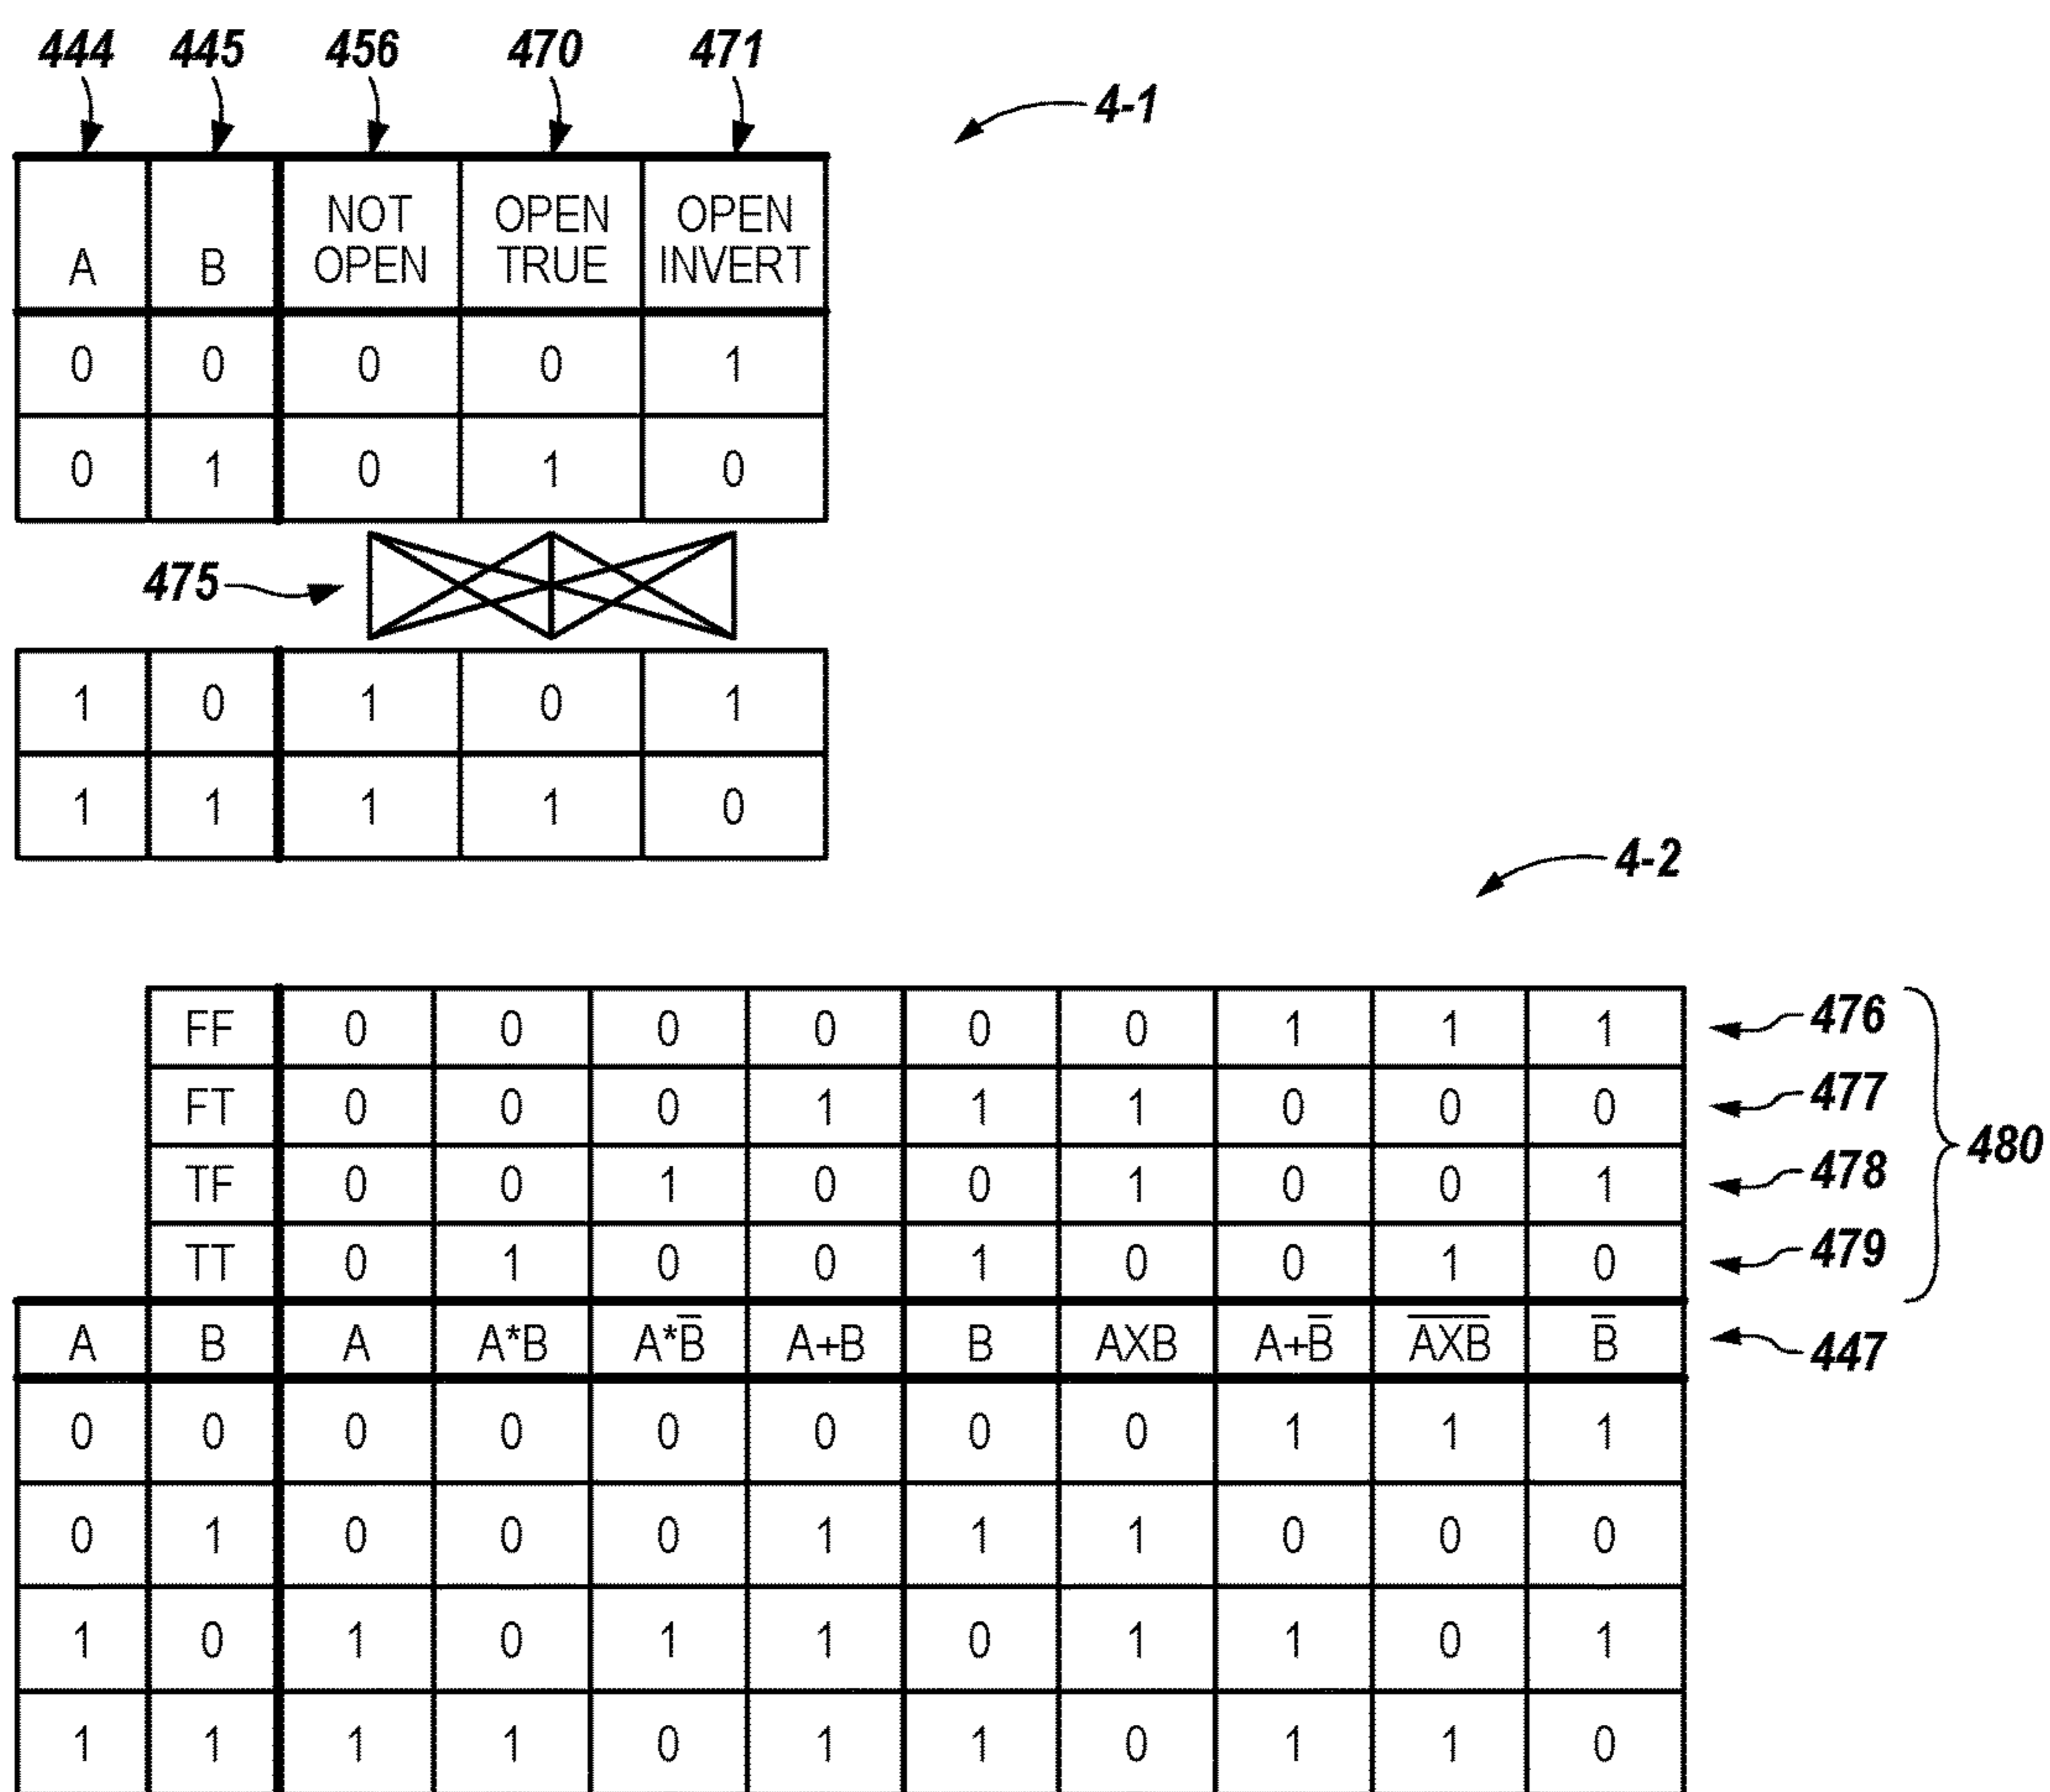 444 445 456 470 471
4-1
A B NOT OPEN OPEN TRUE OPEN INVERT
0 0 0 0 1
0 1 0 1 0
475
1 0 1 0 1
1 1 1 1 0
4-2
FF 0 0 0 0 0 0 1 1 1 476
FT 0 0 0 1 1 1 0 0 0 477
480
TF 0 0 1 0 0 1 0 0 1 478
TT 0 1 0 0 1 0 0 1 0 479
A B A A*B A*B̅ A+B B AXB A+B̅ A̅X̅B̅ B̅ 447
0 0 0 0 0 0 0 0 1 1 1
0 1 0 0 0 1 1 1 0 0 0
1 0 1 0 1 1 0 1 1 0 1
1 1 1 1 0 1 1 0 1 1 0